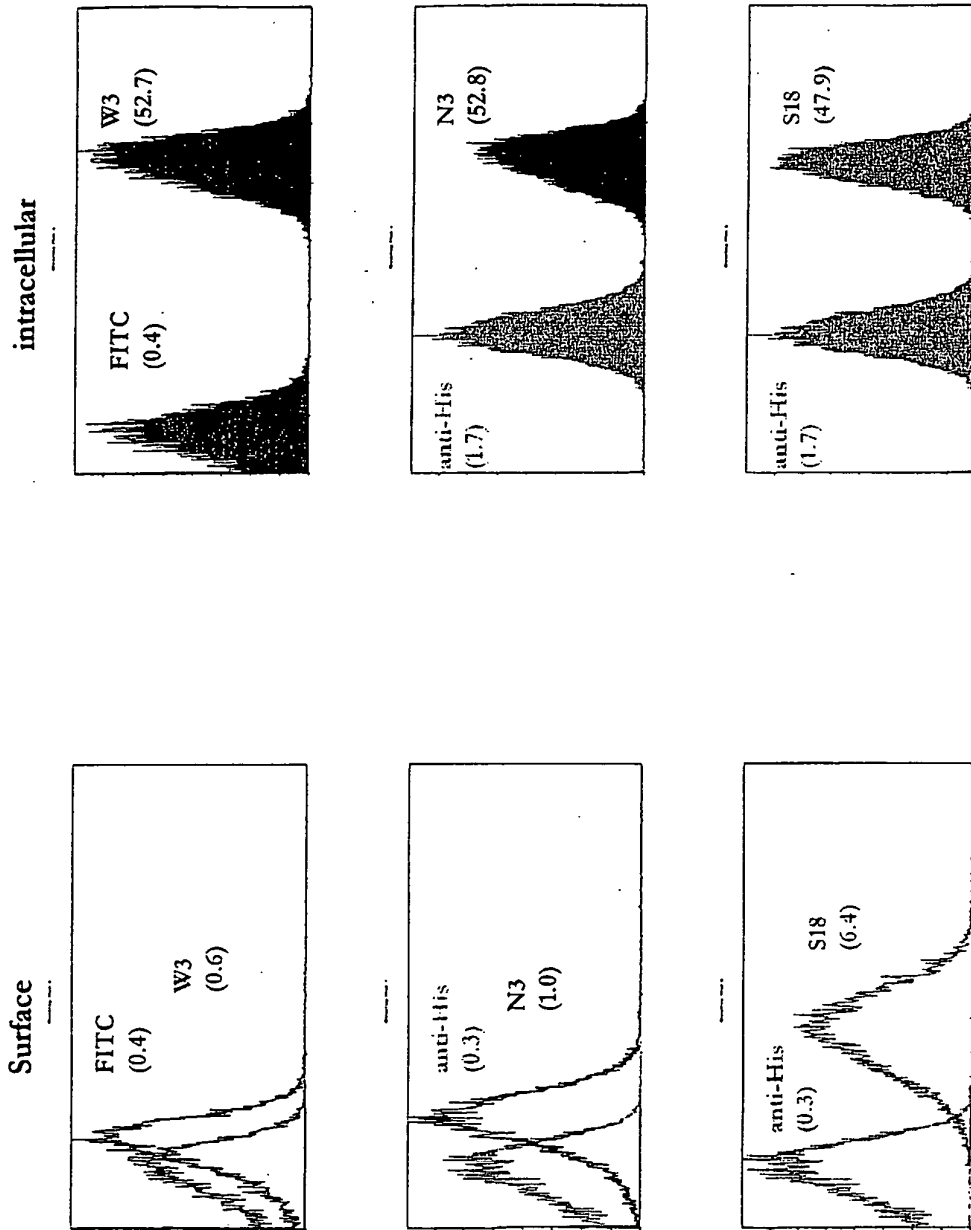 Surface
intracellular
FITC
(0.4)
W3
(0.6)
FITC
(0.4)
W3
(52.7)
anti-His
(0.3)
N3
(1.0)
anti-His
(1.7)
N3
(52.8)
anti-His
(0.3)
S18
(6.4)
anti-His
(1.7)
S18
(47.9)